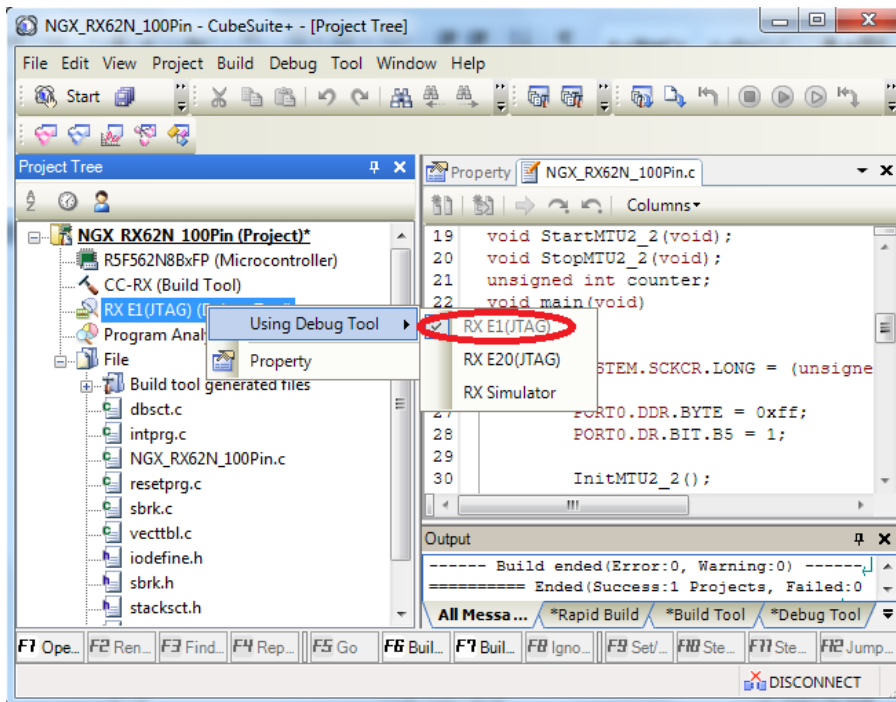 NGX_RX62N_100Pin - CubeSuite+ - [Project Tree]
File Edit View Project Build Debug Tool Window Help
Start
Project Tree
NGX_RX62N_100Pin (Project)*
R5F562N8BxFP (Microcontroller)
CC-RX (Build Tool)
RX E1(JTAG)
Program Anal
File
Build tool generated files
dbsct.c
intprg.c
NGX_RX62N_100Pin.c
resetprg.c
sbrk.c
vecttbl.c
iodefine.h
sbrk.h
stacksct.h
Using Debug Tool
Property
RX E1(JTAG)
RX E20(JTAG)
RX Simulator
Property NGX_RX62N_100Pin.c
Columns
19 void StartMTU2_2(void);
20 void StopMTU2_2(void);
21 unsigned int counter;
22 void main(void)
STEM.SCKCR.LONG = (unsigne
27 PORT0.DDR.BYTE = 0xff;
28 PORT0.DR.BIT.B5 = 1;
29
30 InitMTU2_2();
Output
------ Build ended(Error:0, Warning:0) ------
========== Ended(Success:1 Projects, Failed:0
All Messa... *Rapid Build *Build Tool *Debug Tool
F1 Ope... F2 Ren... F3 Find... F4 Rep... F5 Go F6 Buil... F7 Buil... F8 Igno... F9 Set/... F10 Ste... F11 Ste... F12 Jump...
DISCONNECT